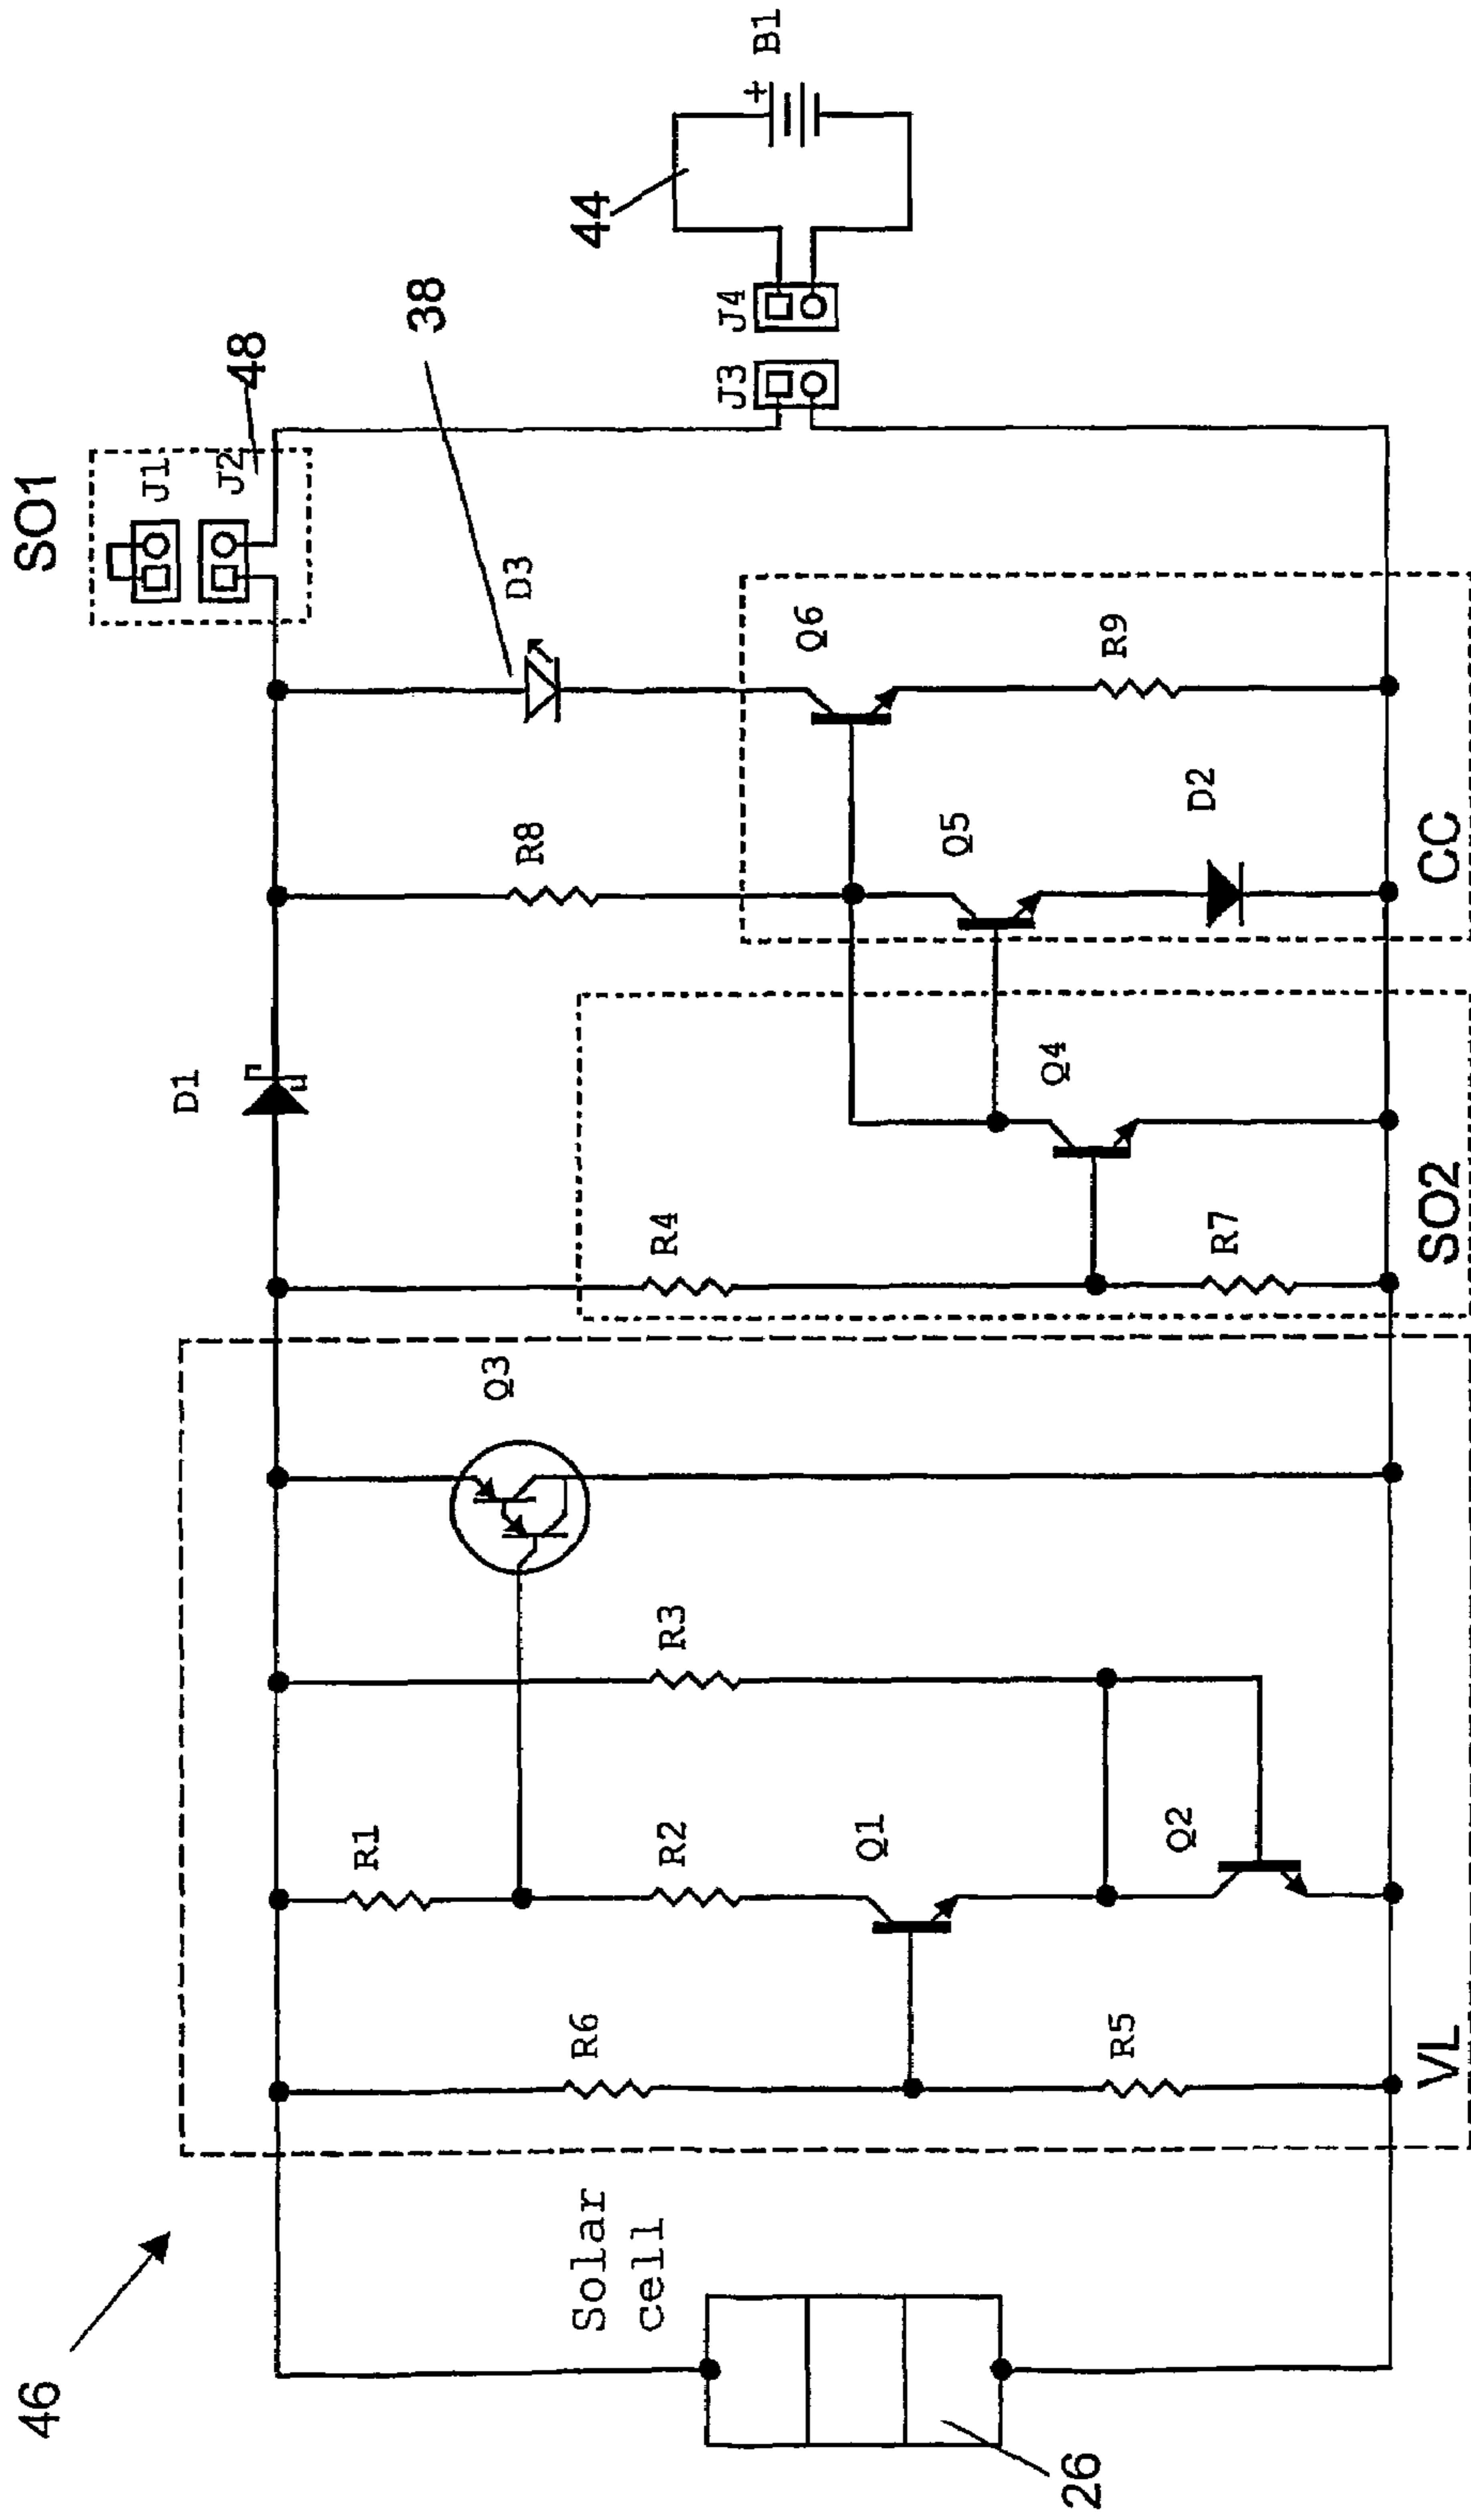 46
SO1
J1
J2
48
38
44
B1
+
J4
J3
D1
D3
R8
Q6
R9
Q5
D2
CC
Q4
R4
R7
SO2
Q3
R3
R1
R2
Q1
Q2
R6
R5
VL
Solar
cell
26